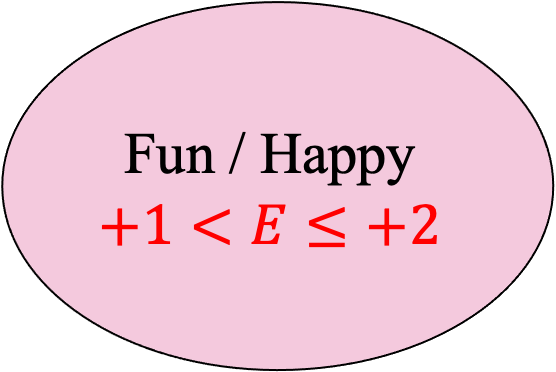 Fun / Happy
+1 < E ≤ +2